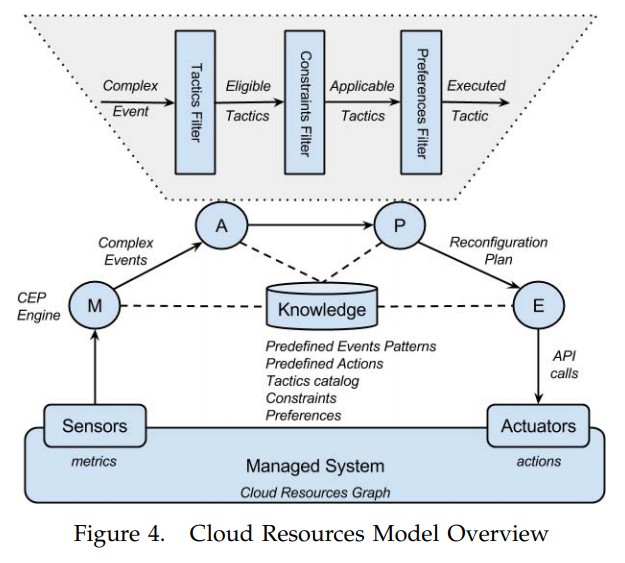 Complex
Event
Tactics Filter
Eligible
Tactics
Constraints Filter
Applicable
Tactics
Preferences Filter
Executed
Tactic
A
P
Complex
Events
Reconfiguration
Plan
CEP
Engine
M
Knowledge
E
Predefined Events Patterns
Predefined Actions
Tactics catalog
Constraints
Preferences
API
calls
Sensors
Actuators
metrics
actions
Managed System
Cloud Resources Graph
Figure 4. Cloud Resources Model Overview